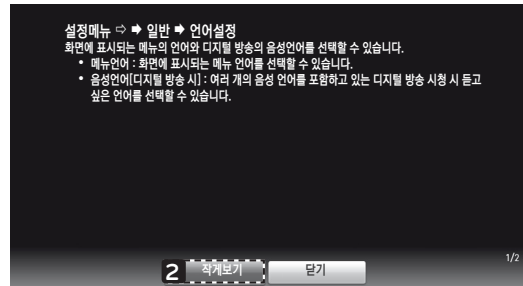 설정메뉴 ⇨ ➡ 일반 ➡ 언어설정
화면에 표시되는 메뉴의 언어와 디지털 방송의 음성언어를 선택할 수 있습니다.
• 메뉴언어 : 화면에 표시되는 메뉴 언어를 선택할 수 있습니다.
• 음성언어[디지털 방송 시] : 여러 개의 음성 언어를 포함하고 있는 디지털 방송 시청 시 듣고
싶은 언어를 선택할 수 있습니다.
1/2
2 작게보기 닫기